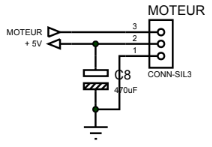 MOTEUR
MOTEUR
3
+ 5V
2
1
C8
CONN-SIL3
470uF